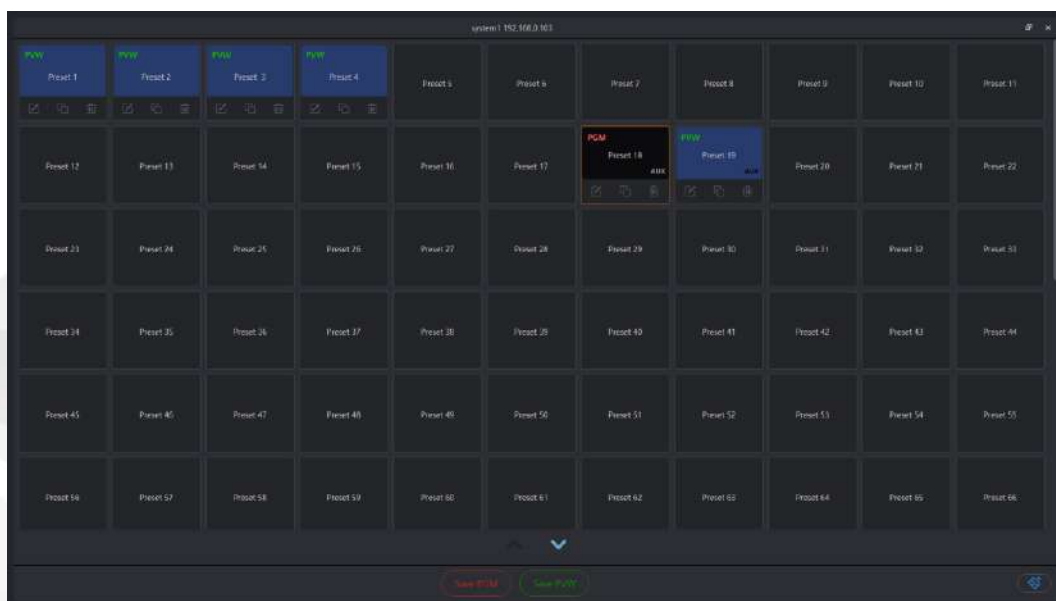 system1 192.168.0.103
PVW PVW PVW PVW
Preset 1 Preset 2 Preset 3 Preset 4 Preset 5 Preset 6 Preset 7 Preset 8 Preset 9 Preset 10 Preset 11
PGM PVW
Preset 12 Preset 13 Preset 14 Preset 15 Preset 16 Preset 17 Preset 18 Preset 19 Preset 20 Preset 21 Preset 22
AUX AUX
Preset 23 Preset 24 Preset 25 Preset 26 Preset 27 Preset 28 Preset 29 Preset 30 Preset 31 Preset 32 Preset 33
Preset 34 Preset 35 Preset 36 Preset 37 Preset 38 Preset 39 Preset 40 Preset 41 Preset 42 Preset 43 Preset 44
Preset 45 Preset 46 Preset 47 Preset 48 Preset 49 Preset 50 Preset 51 Preset 52 Preset 53 Preset 54 Preset 55
Preset 56 Preset 57 Preset 58 Preset 59 Preset 60 Preset 61 Preset 62 Preset 63 Preset 64 Preset 65 Preset 66
Save PGM Save PVW